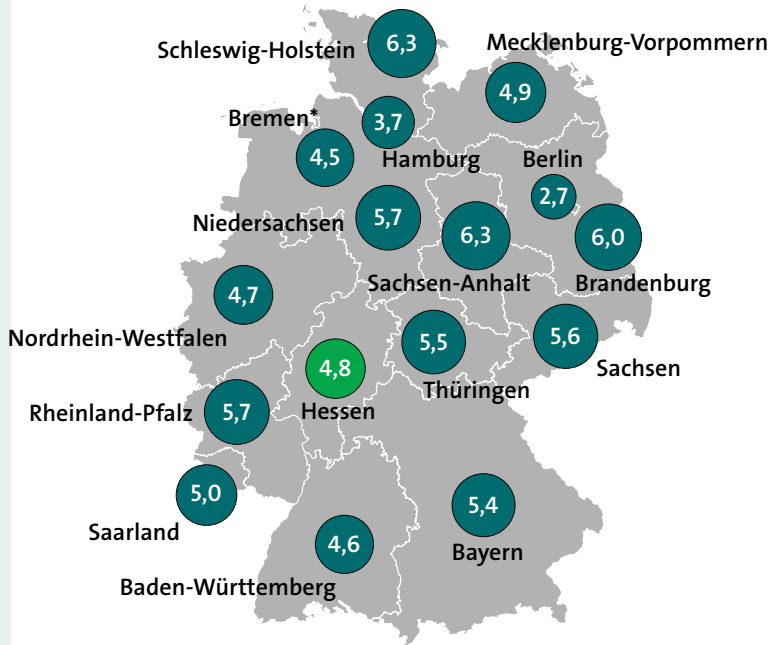 Schleswig-Holstein
6,3
Mecklenburg-Vorpommern
4,9
Bremen*
3,7
4,5
Hamburg
Berlin
2,7
Niedersachsen
5,7
6,3
6,0
Sachsen-Anhalt
Brandenburg
4,7
Nordrhein-Westfalen
5,5
5,6
Sachsen
4,8
Thüringen
Hessen
Rheinland-Pfalz
5,7
5,0
Saarland
5,4
Bayern
4,6
Baden-Württemberg